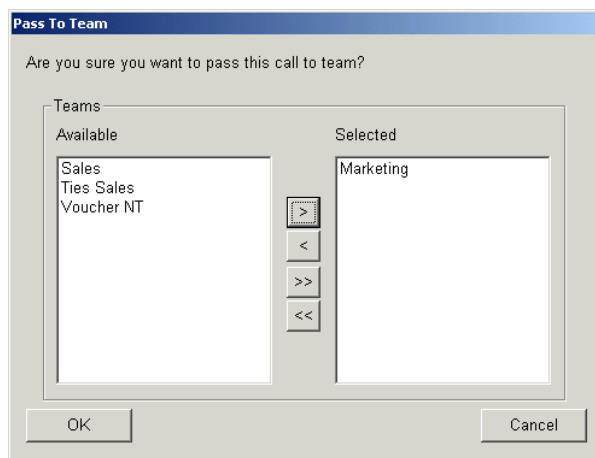 Pass To Team
Are you sure you want to pass this call to team?
Teams
Available
Selected
Sales
Ties Sales
Voucher NT
Marketing
>
<
>>
<<
OK
Cancel